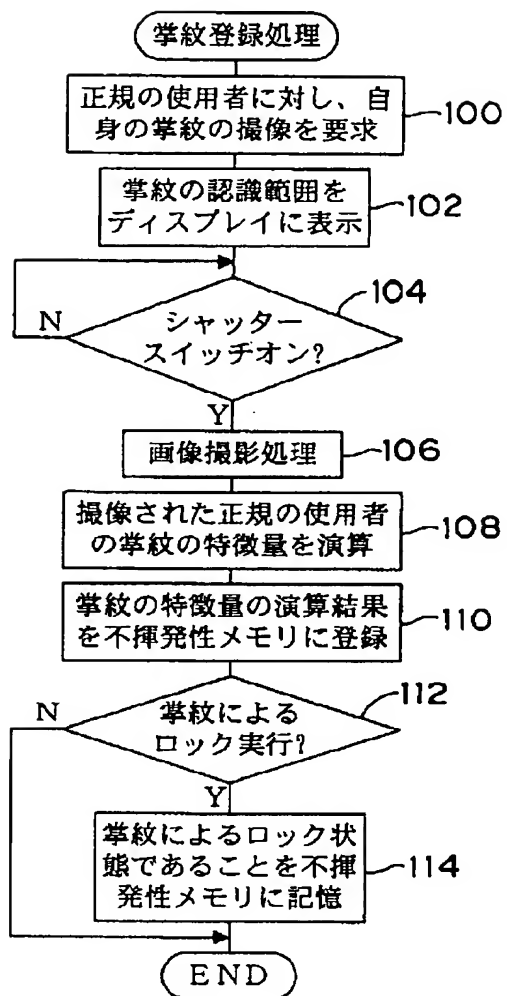 掌紋登録処理
正規の使用者に対し、自
身の掌紋の撮像を要求
100
掌紋の認識範囲を
ディスプレイに表示
102
104
N
シャッター
スイッチオン?
Y
画像撮影処理
106
撮像された正規の使用者
の掌紋の特徴量を演算
108
掌紋の特徴量の演算結果
を不揮発性メモリに登録
110
112
N
掌紋による
ロック実行?
Y
掌紋によるロック状
態であることを不揮
発性メモリに記憶
114
END